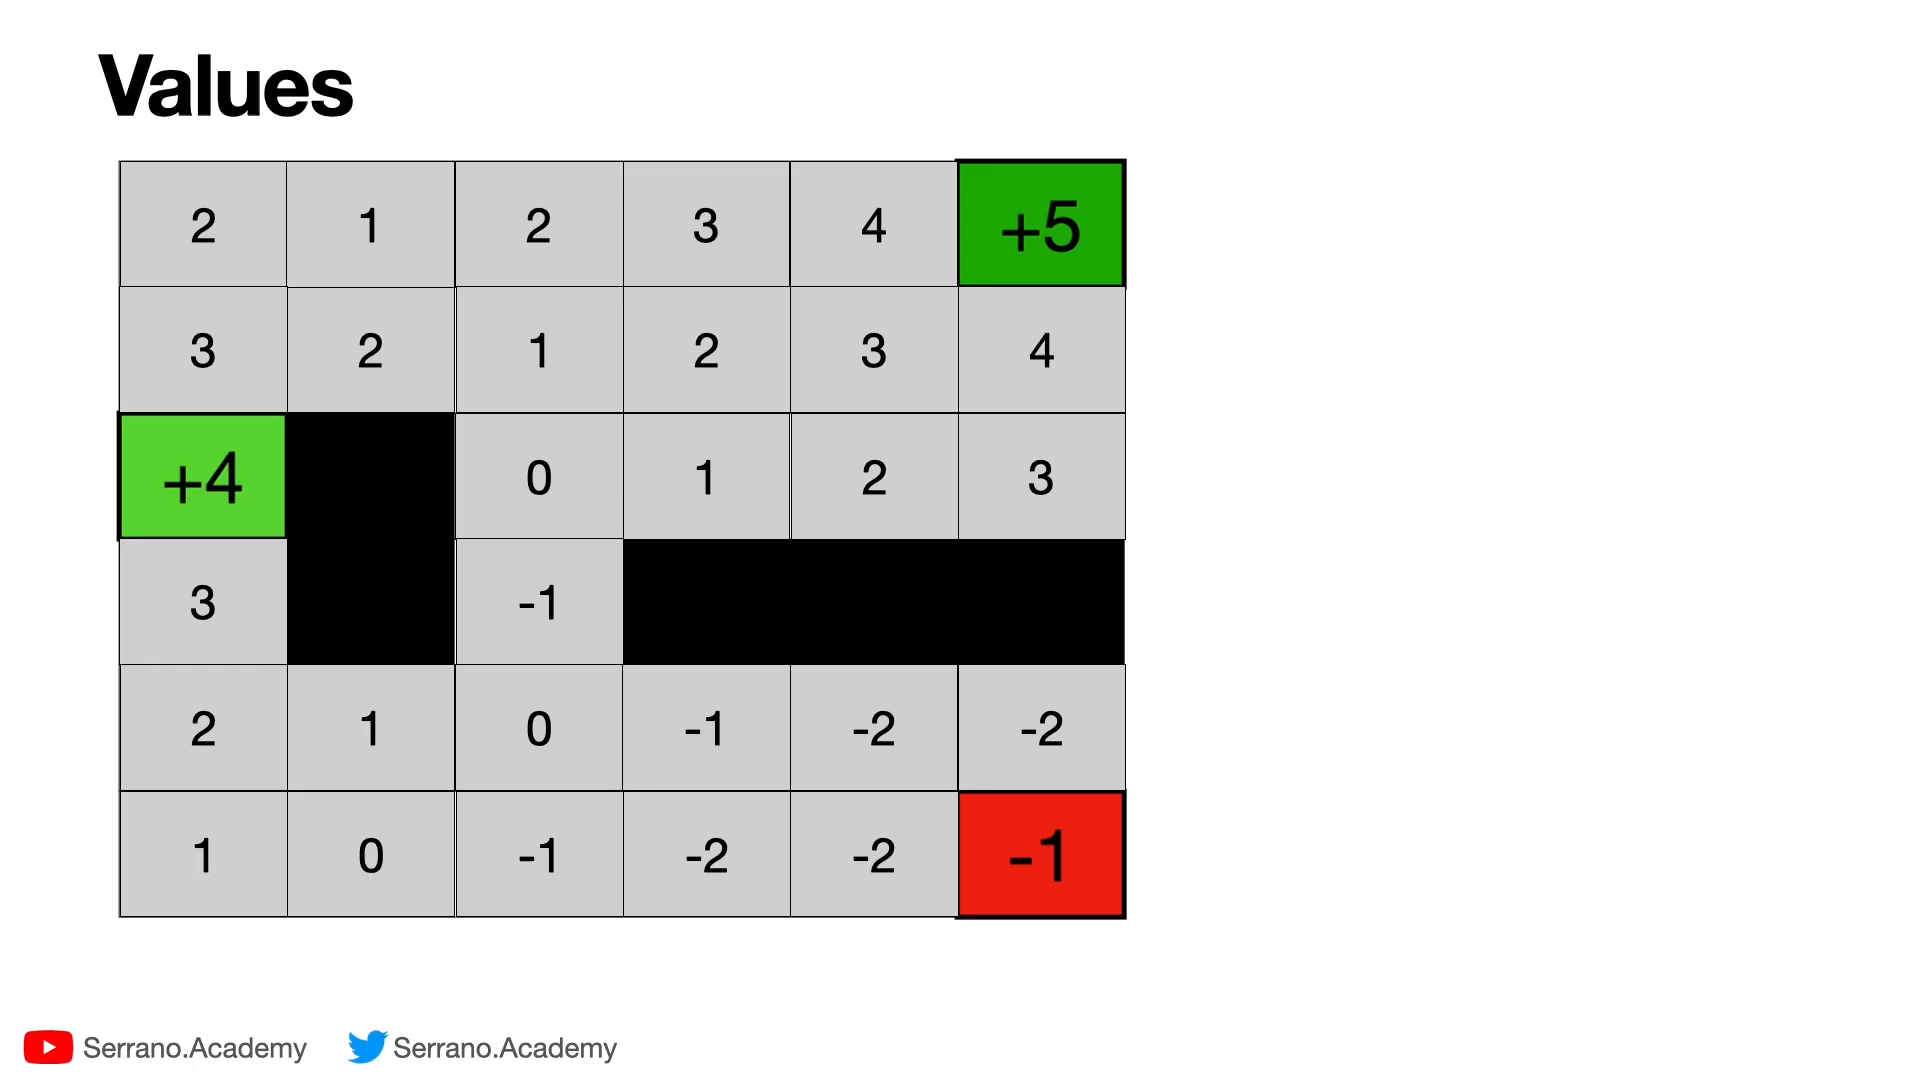 Values
2 1 2 3 4 +5
3 2 1 2 3 4
+4 0 1 2 3
3 -1
2 1 0 -1 -2 -2
1 0 -1 -2 -2 -1
Serrano.Academy Serrano.Academy